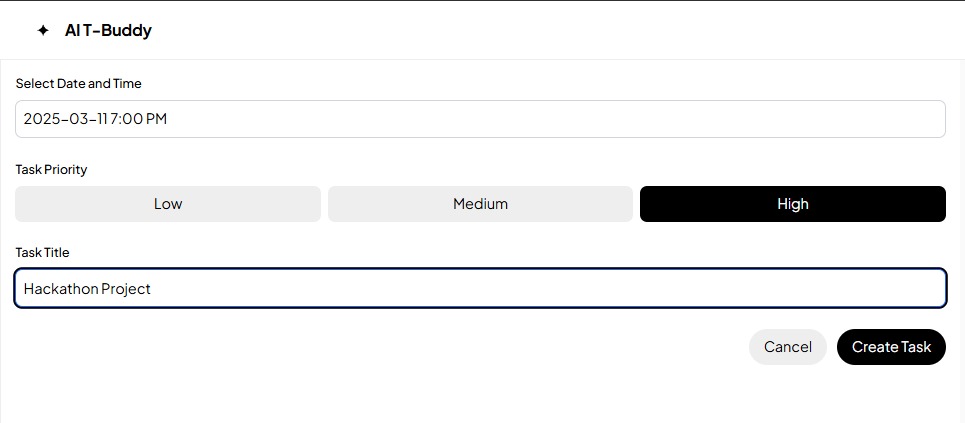 AI T-Buddy
Select Date and Time
2025-03-11 7:00 PM
Task Priority
Low Medium High
Task Title
Hackathon Project
Cancel Create Task